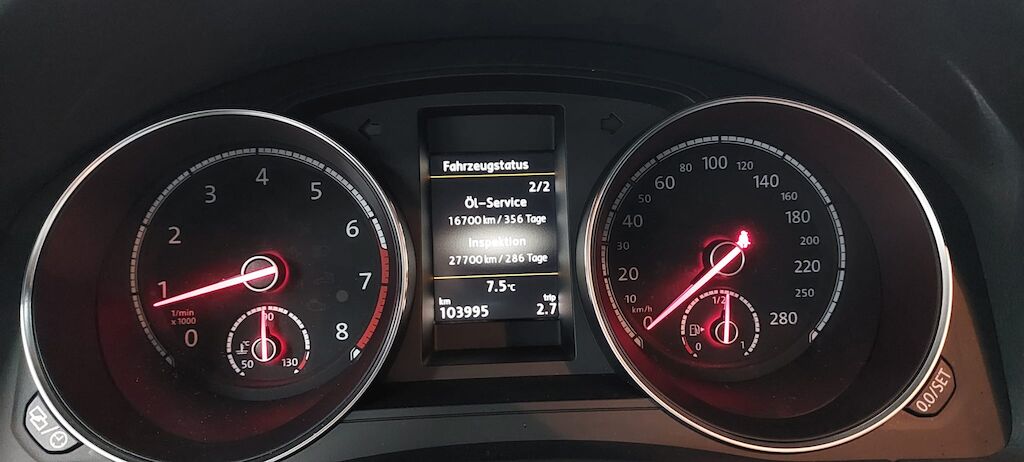 0
1
2
3
4
5
6
7
8
1/min
x 1000
50
90
130
°C
Fahrzeugstatus
2/2
Öl-Service
16700 km / 356 Tage
Inspektion
27700 km / 286 Tage
7.5°C
km
trip
103995
2.7
0
10
20
30
40
50
60
80
100
120
140
160
180
200
220
250
280
km/h
0
1/2
1
0.0/SET